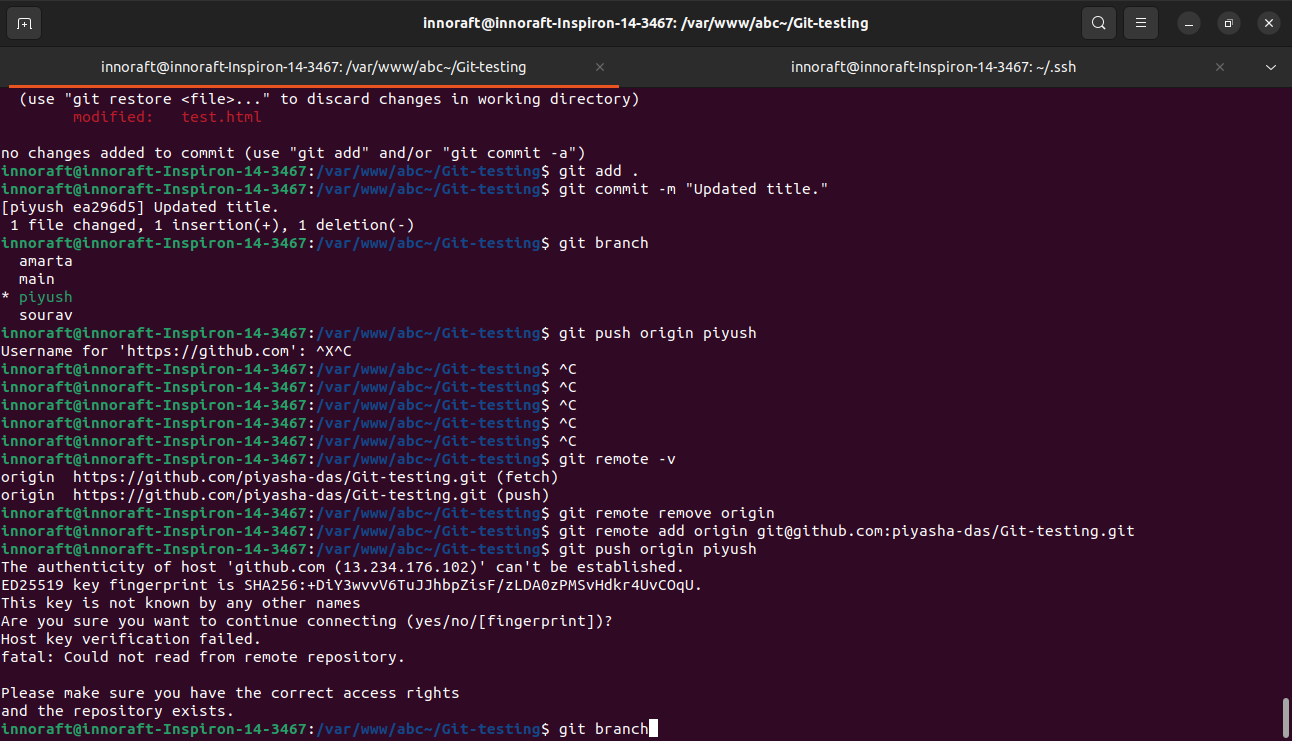 innoraft@innoraft-Inspiron-14-3467: /var/www/abc~/Git-testing
innoraft@innoraft-Inspiron-14-3467: /var/www/abc~/Git-testing
innoraft@innoraft-Inspiron-14-3467: ~/.ssh
  (use "git restore <file>..." to discard changes in working directory)
        modified:   test.html

no changes added to commit (use "git add" and/or "git commit -a")
innoraft@innoraft-Inspiron-14-3467:/var/www/abc~/Git-testing$ git add .
innoraft@innoraft-Inspiron-14-3467:/var/www/abc~/Git-testing$ git commit -m "Updated title."
[piyush ea296d5] Updated title.
 1 file changed, 1 insertion(+), 1 deletion(-)
innoraft@innoraft-Inspiron-14-3467:/var/www/abc~/Git-testing$ git branch
  amarta
  main
* piyush
  sourav
innoraft@innoraft-Inspiron-14-3467:/var/www/abc~/Git-testing$ git push origin piyush
Username for 'https://github.com': ^X^C
innoraft@innoraft-Inspiron-14-3467:/var/www/abc~/Git-testing$ ^C
innoraft@innoraft-Inspiron-14-3467:/var/www/abc~/Git-testing$ ^C
innoraft@innoraft-Inspiron-14-3467:/var/www/abc~/Git-testing$ ^C
innoraft@innoraft-Inspiron-14-3467:/var/www/abc~/Git-testing$ ^C
innoraft@innoraft-Inspiron-14-3467:/var/www/abc~/Git-testing$ ^C
innoraft@innoraft-Inspiron-14-3467:/var/www/abc~/Git-testing$ git remote -v
origin  https://github.com/piyasha-das/Git-testing.git (fetch)
origin  https://github.com/piyasha-das/Git-testing.git (push)
innoraft@innoraft-Inspiron-14-3467:/var/www/abc~/Git-testing$ git remote remove origin
innoraft@innoraft-Inspiron-14-3467:/var/www/abc~/Git-testing$ git remote add origin git@github.com:piyasha-das/Git-testing.git
innoraft@innoraft-Inspiron-14-3467:/var/www/abc~/Git-testing$ git push origin piyush
The authenticity of host 'github.com (13.234.176.102)' can't be established.
ED25519 key fingerprint is SHA256:+DiY3wvvV6TuJJhbpZisF/zLDA0zPMSvHdkr4UvCOqU.
This key is not known by any other names
Are you sure you want to continue connecting (yes/no/[fingerprint])?
Host key verification failed.
fatal: Could not read from remote repository.

Please make sure you have the correct access rights
and the repository exists.
innoraft@innoraft-Inspiron-14-3467:/var/www/abc~/Git-testing$ git branch